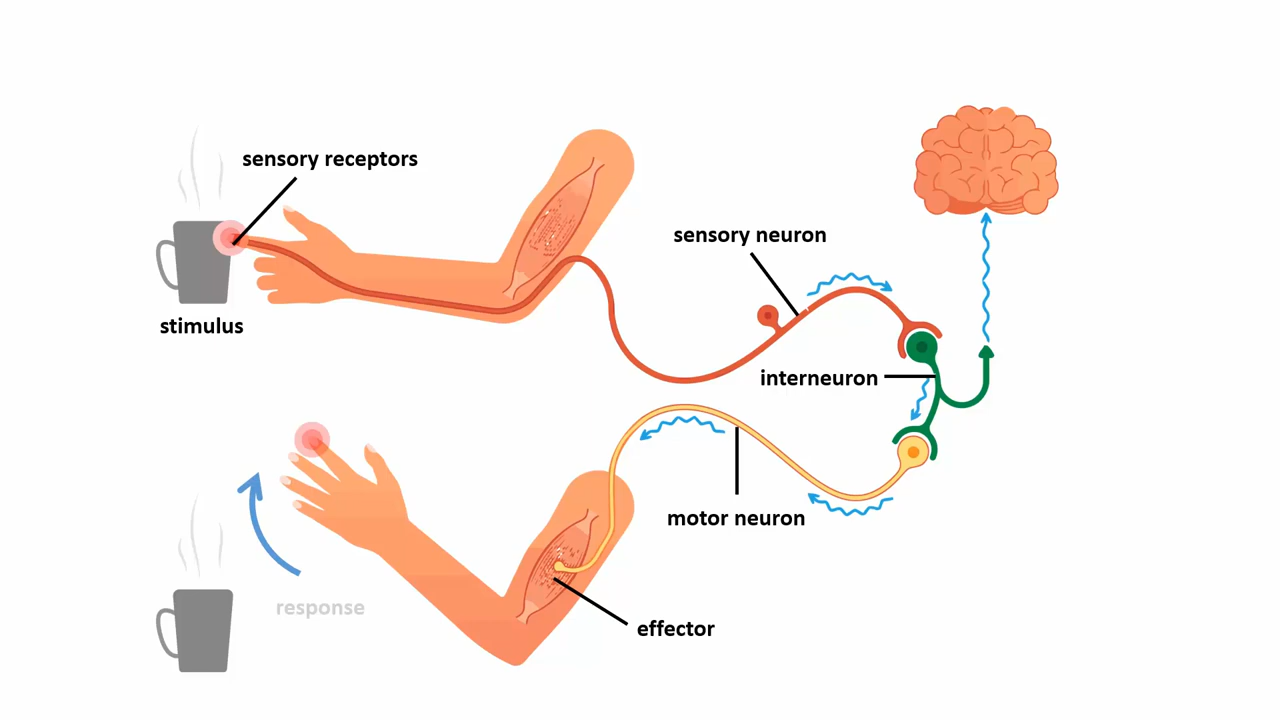 sensory receptors
sensory neuron
stimulus
interneuron
motor neuron
response
effector